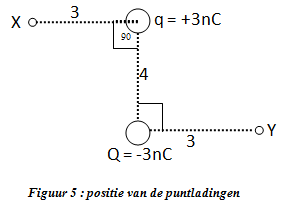 3
X
q = +3nC
90
4
Y
3
Q = -3nC
Figuur 5 : positie van de puntladingen